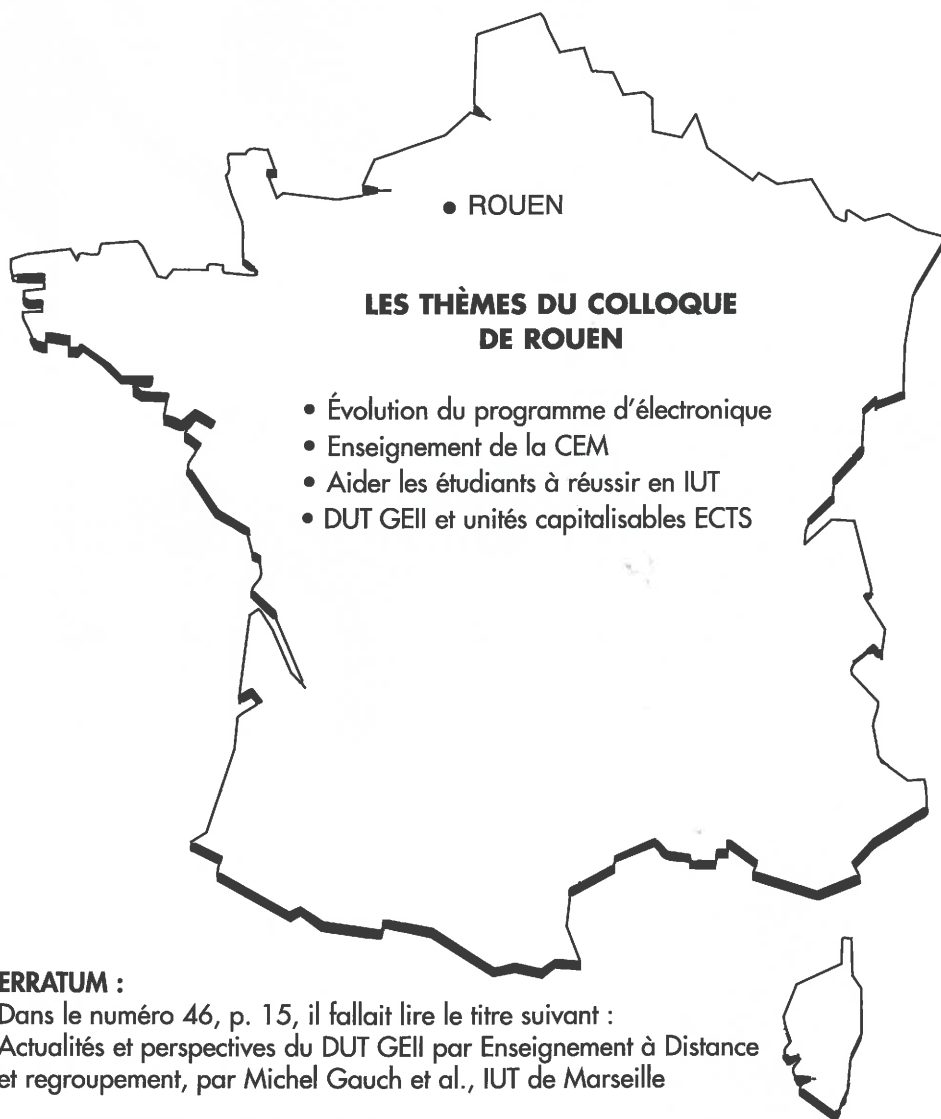 • ROUEN
LES THÈMES DU COLLOQUE
DE ROUEN
• Évolution du programme d'électronique
• Enseignement de la CEM
• Aider les étudiants à réussir en IUT
• DUT GEII et unités capitalisables ECTS
ERRATUM :
Dans le numéro 46, p. 15, il fallait lire le titre suivant :
Actualités et perspectives du DUT GEII par Enseignement à Distance
et regroupement, par Michel Gauch et al., IUT de Marseille